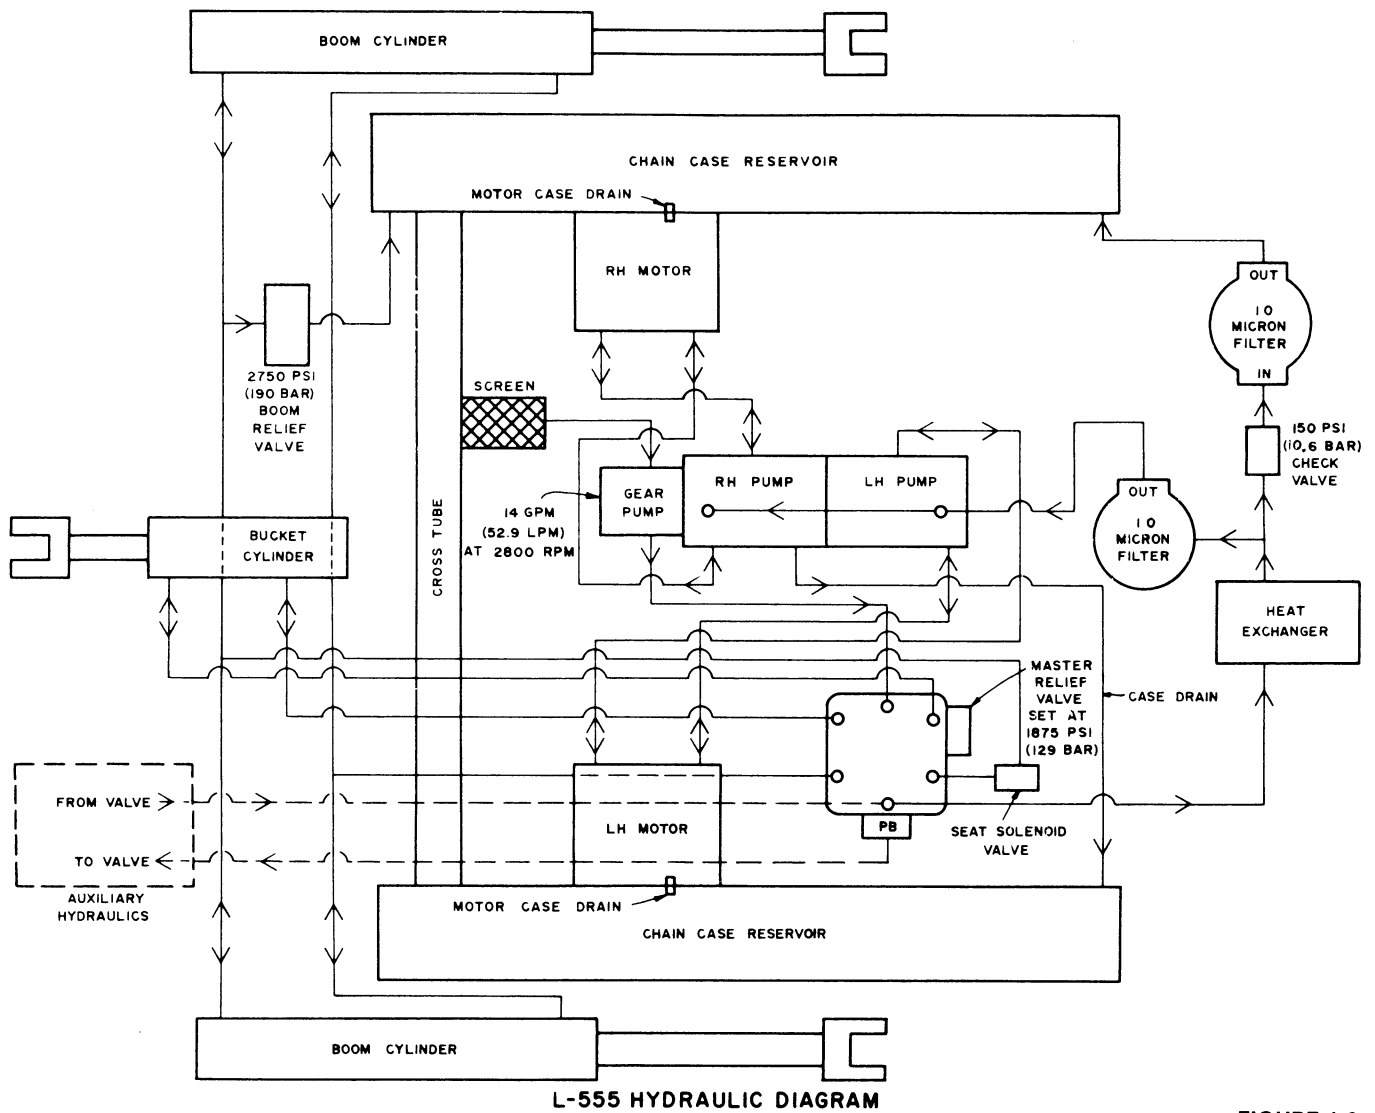 BOOM CYLINDER
CHAIN CASE RESERVOIR
MOTOR CASE DRAIN
RH MOTOR
OUT
10
MICRON
FILTER
IN
2750 PSI
(190 BAR)
BOOM
RELIEF
VALVE
SCREEN
150 PSI
(10.6 BAR)
CHECK
VALVE
GEAR
PUMP
RH PUMP
LH PUMP
14 GPM
(52.9 LPM)
AT 2800 RPM
OUT
10
MICRON
FILTER
BUCKET
CYLINDER
CROSS TUBE
HEAT
EXCHANGER
MASTER
RELIEF
VALVE
SET AT
1875 PSI
(129 BAR)
CASE DRAIN
FROM VALVE
TO VALVE
AUXILIARY
HYDRAULICS
LH MOTOR
PB
SEAT SOLENOID
VALVE
MOTOR CASE DRAIN
CHAIN CASE RESERVOIR
BOOM CYLINDER
L-555 HYDRAULIC DIAGRAM